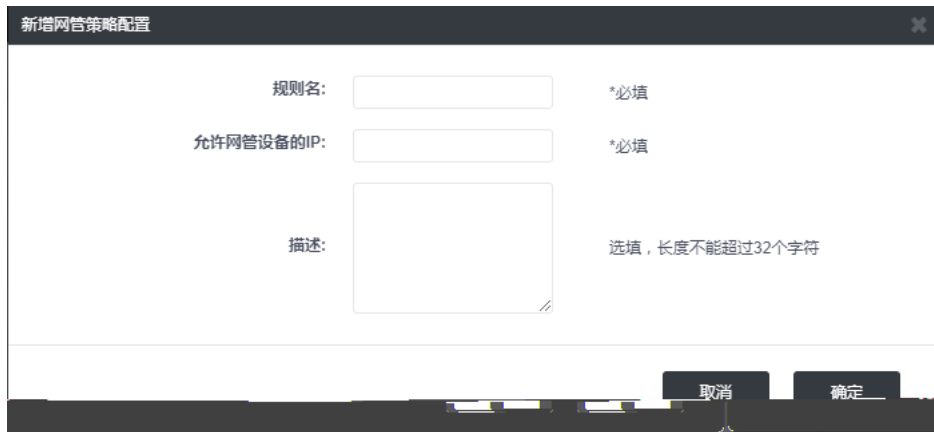 新增网管策略配置
规则名:
*必填
允许网管设备的IP:
*必填
描述:
选填，长度不能超过32个字符
取消
确定